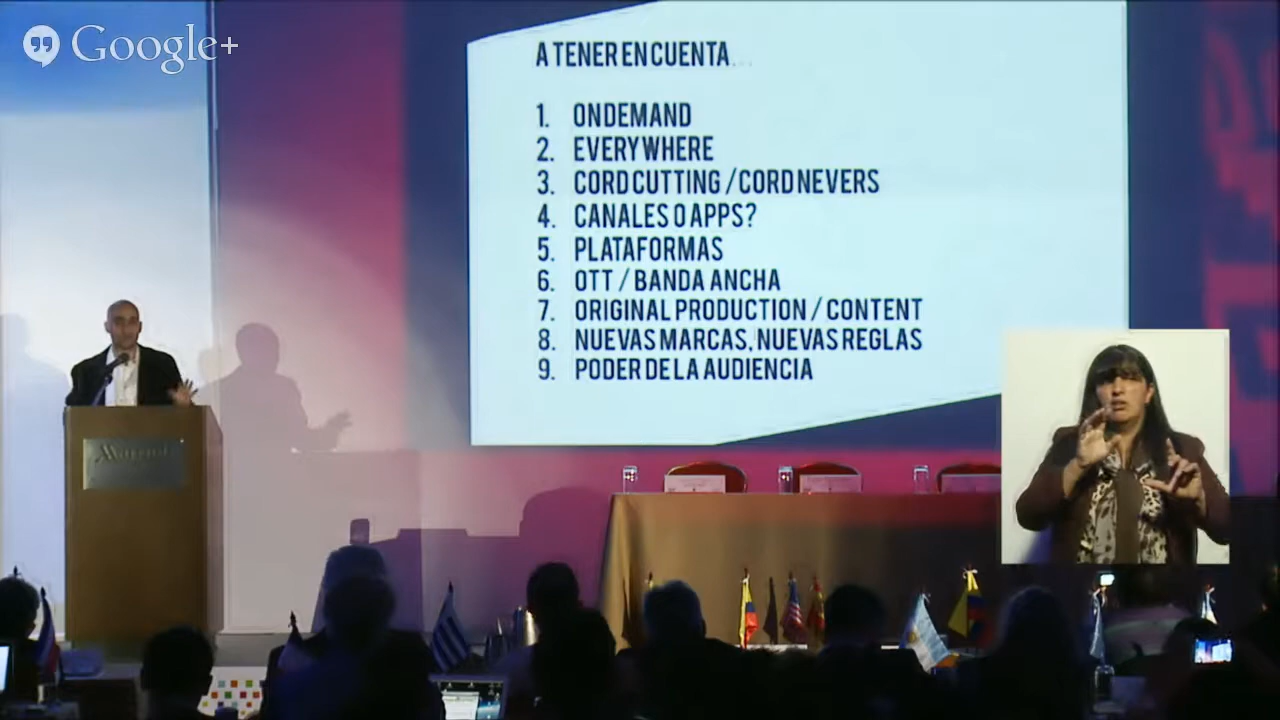 Google+
A TENER EN CUENTA...
1. ONDEMAND
2. EVERYWHERE
3. CORD CUTTING / CORD NEVERS
4. CANALES O APPS?
5. PLATAFORMAS
6. OTT / BANDA ANCHA
7. ORIGINAL PRODUCTION / CONTENT
8. NUEVAS MARCAS, NUEVAS REGLAS
9. PODER DE LA AUDIENCIA
Marriott